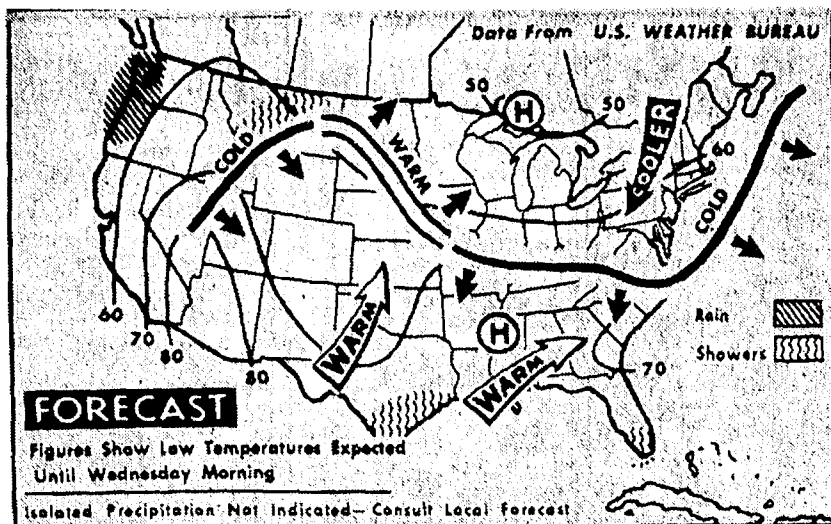 Data From U.S. WEATHER BUREAU
50
H
50
COLD
WARM
COOLER
60
COLD
60
70
80
80
WARM
H
WARM
70
Rain
Showers
FORECAST
Figures Show Low Temperatures Expected
Until Wednesday Morning
Isolated Precipitation Not Indicated— Consult Local Forecast